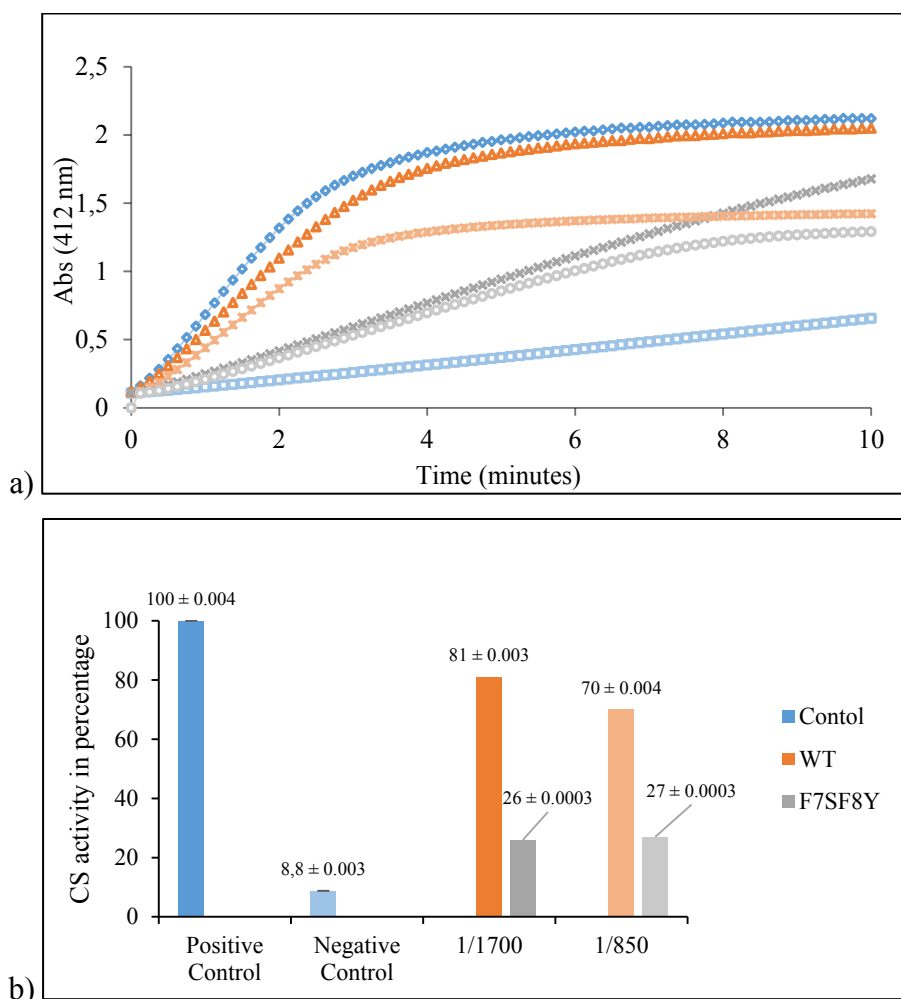 2,5
2
1,5
1
0,5
0
Abs (412 nm)
0 2 4 6 8 10
Time (minutes)
a)
100 ± 0.004
100
80
60
40
20
0
CS activity in percentage
81 ± 0.003
70 ± 0.004
26 ± 0.0003
27 ± 0.0003
8,8 ± 0.003
Positive
Control
Negative
Control
1/1700
1/850
Contol
WT
F7SF8Y
b)